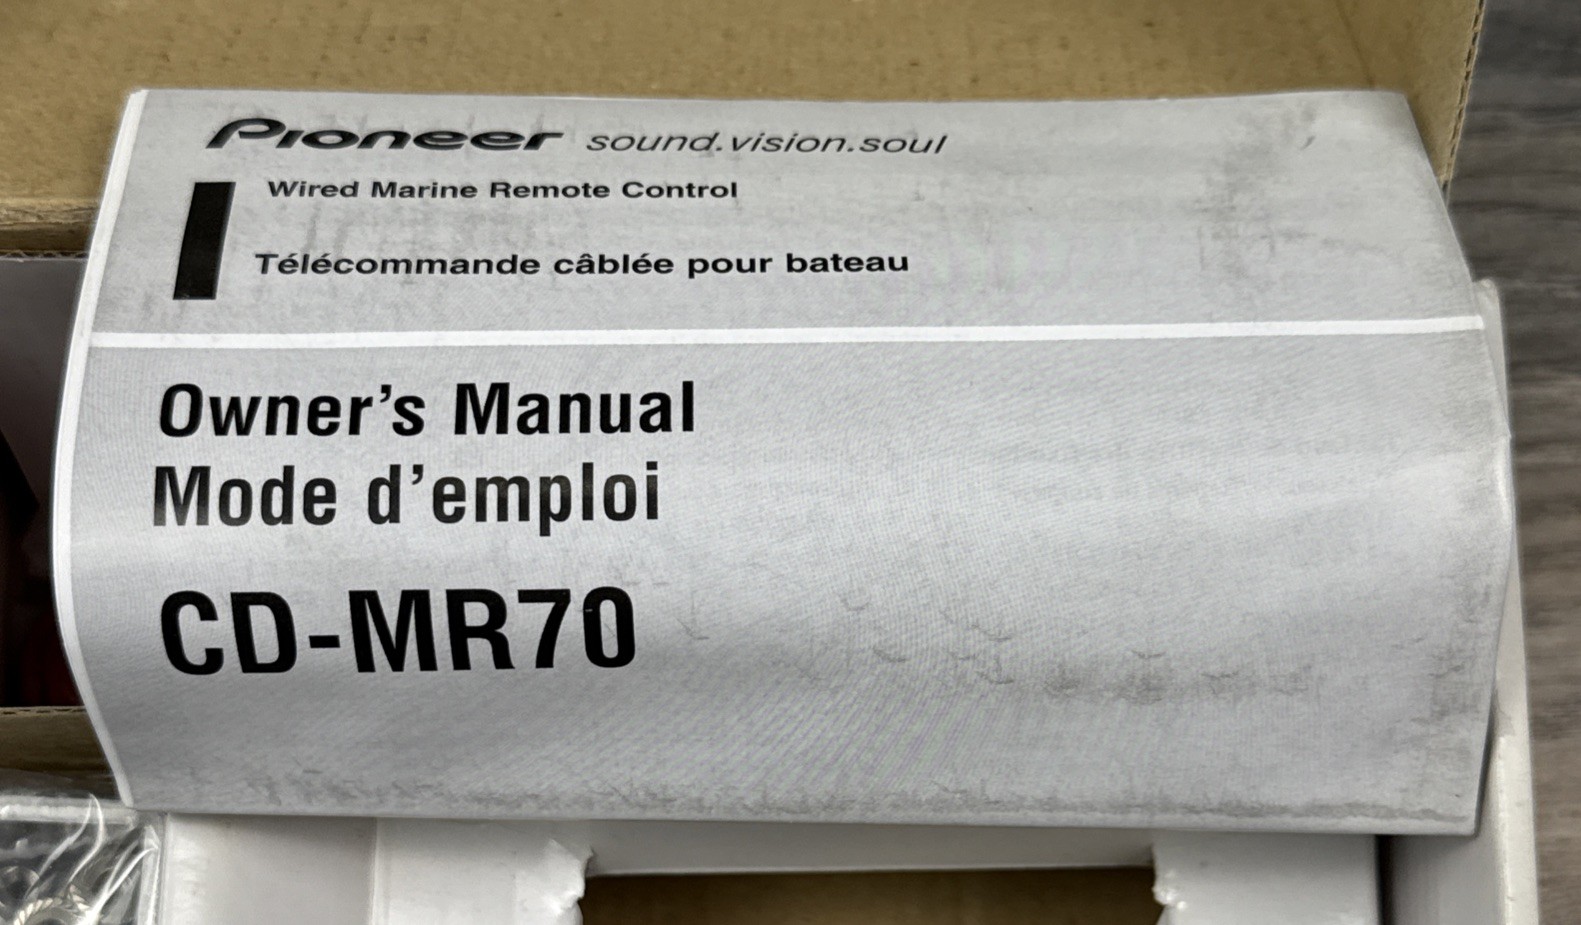 Pioneer sound.vision.soul
Wired Marine Remote Control
Télécommande câblée pour bateau
Owner's Manual
Mode d'emploi
CD-MR70